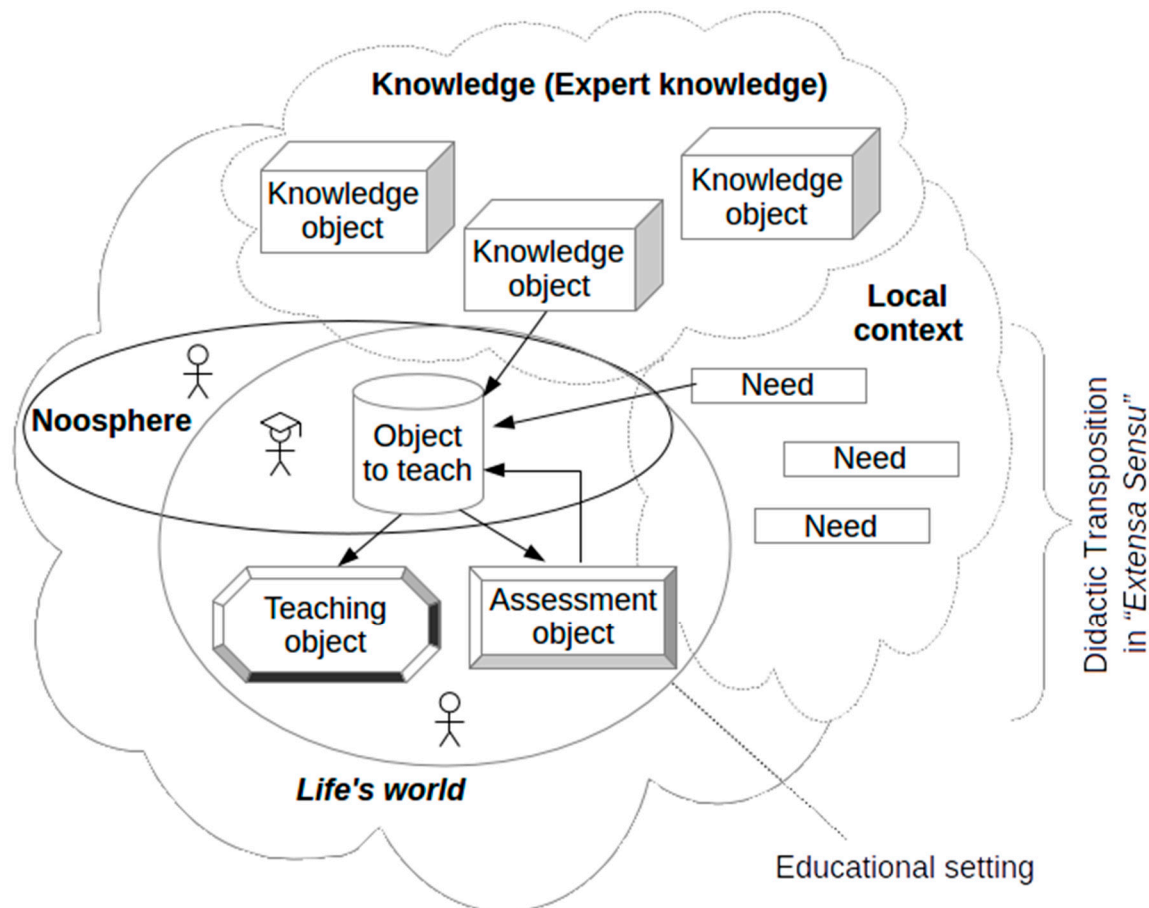 Knowledge (Expert knowledge)
Knowledge
object
Knowledge
object
Knowledge
object
Local
context
Need
Need
Need
Noosphere
Object
to teach
Teaching
object
Assessment
object
Life's world
Educational setting
Didactic Transposition
in “Extensa Sensu”